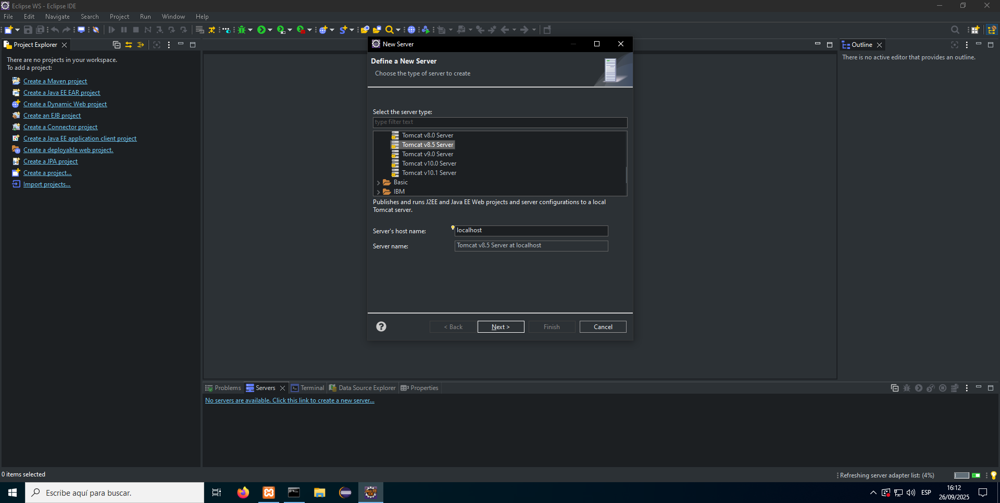 Eclipse WS - Eclipse IDE
File Edit Navigate Search Project Run Window Help
Project Explorer
There are no projects in your workspace.
To add a project:
Create a Maven project
Create a Java EE EAR project
Create a Dynamic Web project
Create an EJB project
Create a Connector project
Create a Java EE application client project
Create a deployable web project.
Create a JPA project
Create a project...
Import projects...
New Server
Define a New Server
Choose the type of server to create
Select the server type:
type filter text
Tomcat v8.0 Server
Tomcat v8.5 Server
Tomcat v9.0 Server
Tomcat v10.0 Server
Tomcat v10.1 Server
Basic
IBM
Publishes and runs J2EE and Java EE Web projects and server configurations to a local
Tomcat server.
Server's host name: localhost
Server name: Tomcat v8.5 Server at localhost
< Back Next > Finish Cancel
Outline
There is no active editor that provides an outline.
Problems Servers Terminal Data Source Explorer Properties
No servers are available. Click this link to create a new server...
0 items selected
Refreshing server adapter list: (4%)
Escribe aquí para buscar.
Java EE
IDE
ESP
16:12
26/09/2025